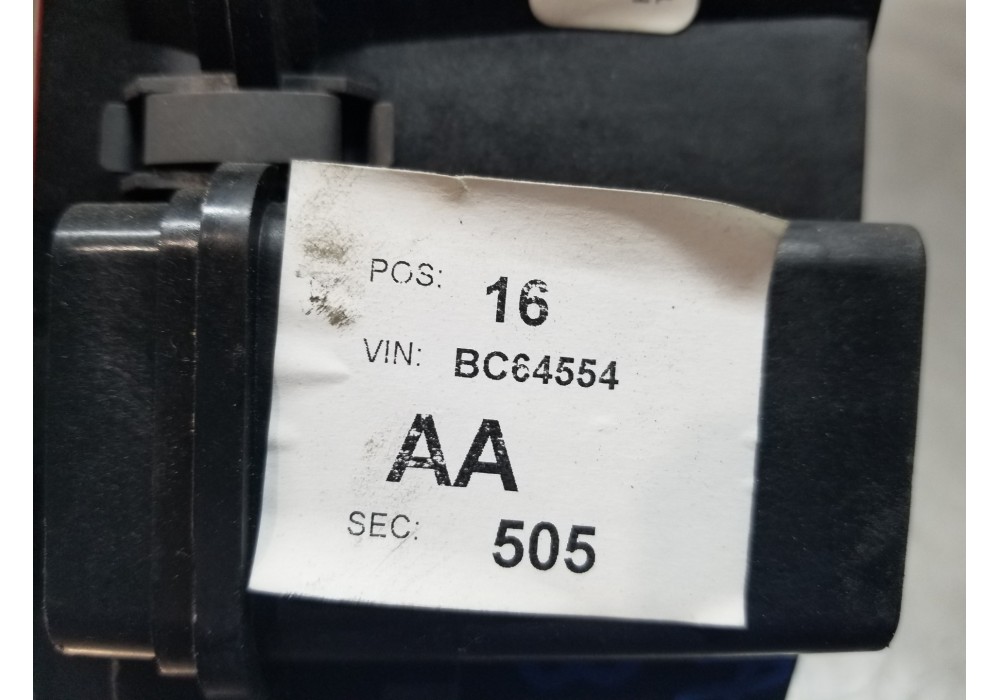 POS: 16
VIN: BC64554
AA
SEC: 505